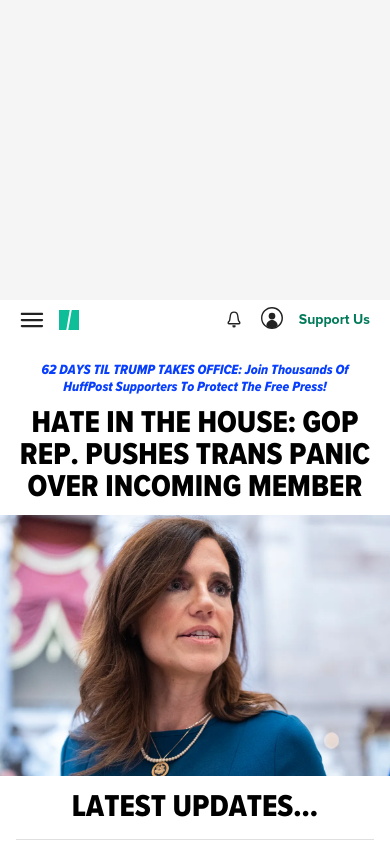 Support Us
62 DAYS TIL TRUMP TAKES OFFICE: Join Thousands Of
HuffPost Supporters To Protect The Free Press!
HATE IN THE HOUSE: GOP
REP. PUSHES TRANS PANIC
OVER INCOMING MEMBER
LATEST UPDATES...